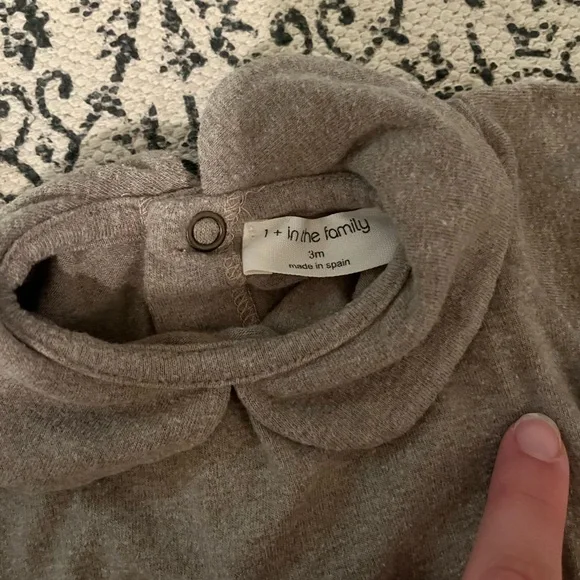 1 + in the family
3m
made in spain